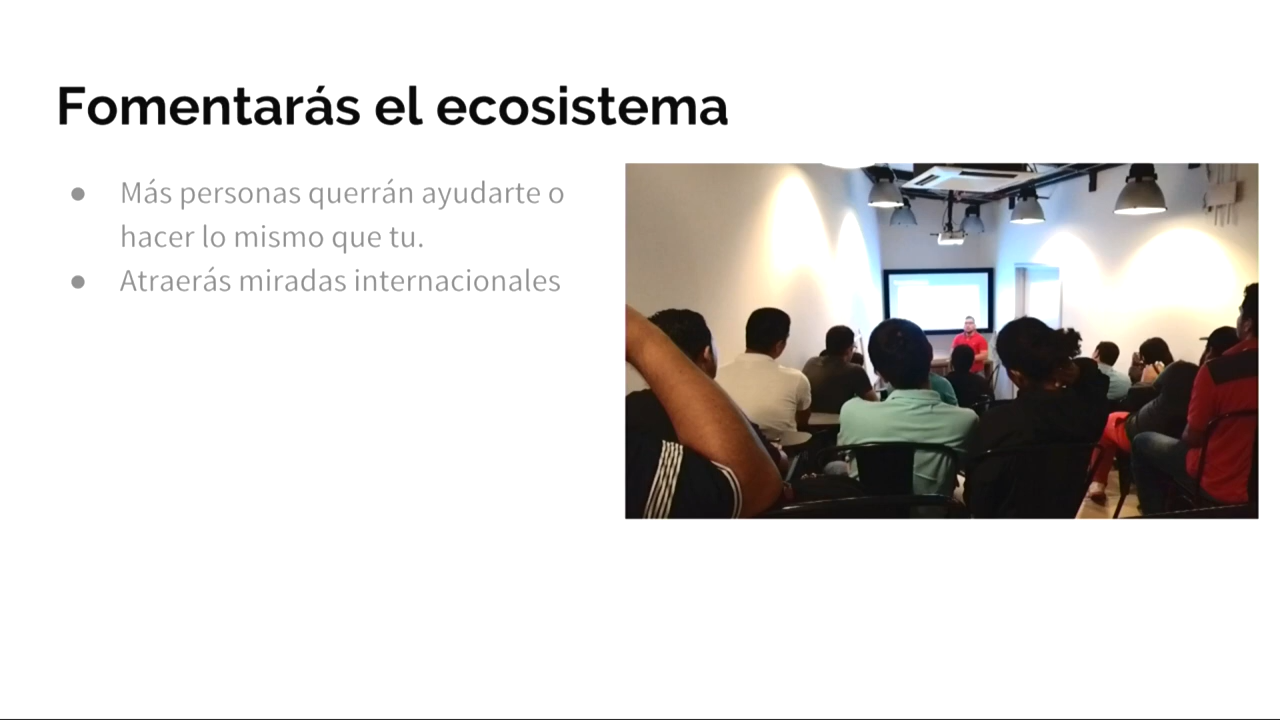 Fomentarás el ecosistema
● Más personas querrán ayudarte o
hacer lo mismo que tu.
● Atraerás miradas internacionales